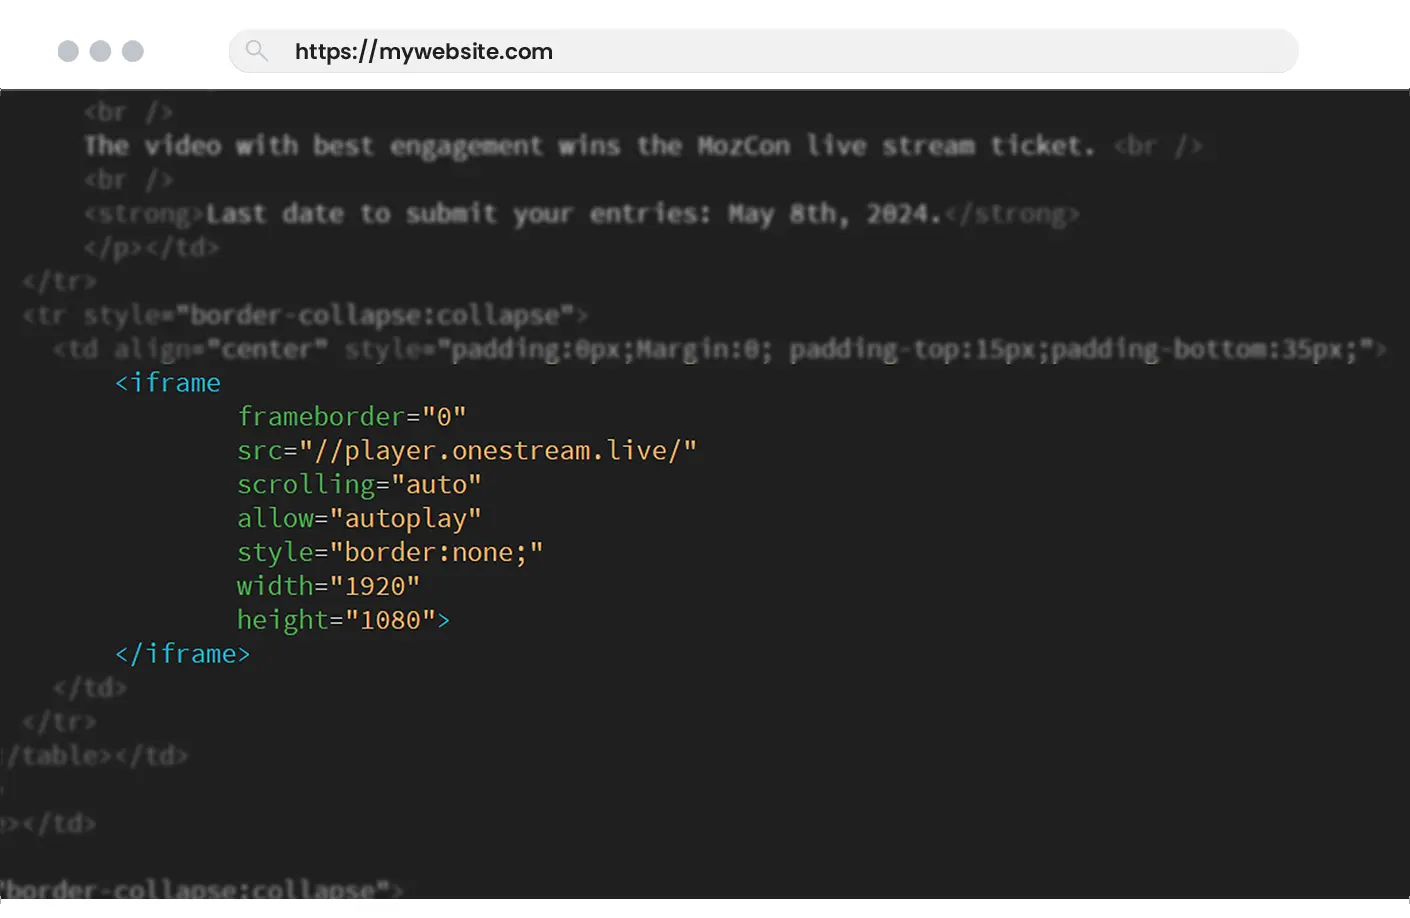 https://mywebsite.com
<br />
The video with best engagement wins the MozCon live stream ticket. <br />
<br />
<strong>Last date to submit your entries: May 8th, 2024.</strong>
</p></td>
</tr>
<tr style="border-collapse:collapse">
<td align="center" style="padding:0px;Margin:0; padding-top:15px;padding-bottom:35px;">
<iframe
frameborder="0"
src="//player.onestream.live/"
scrolling="auto"
allow="autoplay"
style="border:none;"
width="1920"
height="1080">
</iframe>
</td>
</tr>
/table></td>
></td>
"border-collapse:collapse">